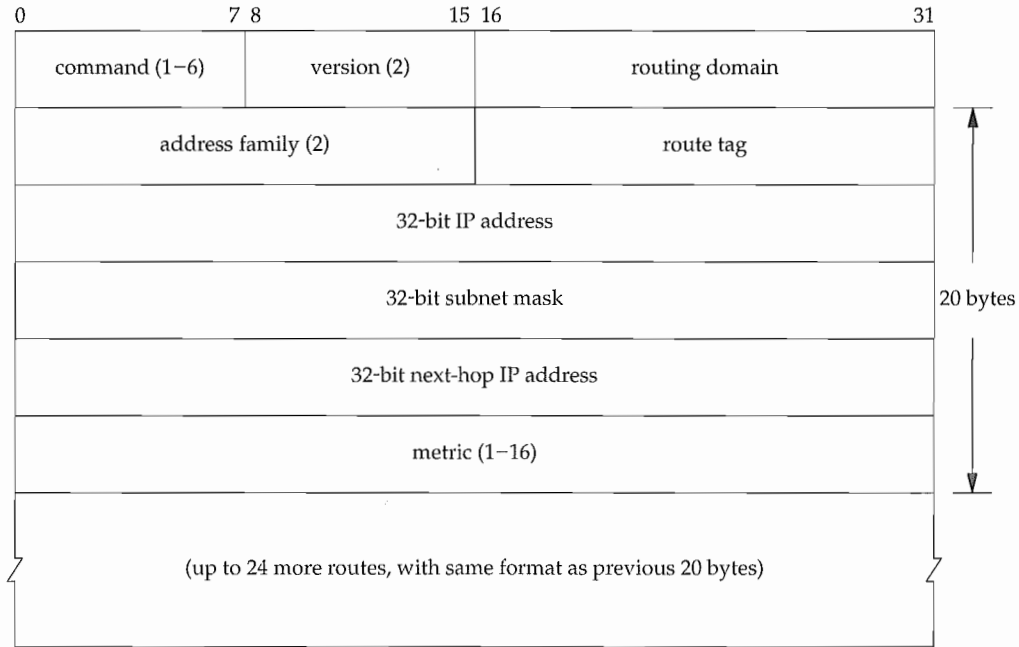 0 7 8 15 16 31
command (1−6) version (2) routing domain
address family (2) route tag
32-bit IP address
32-bit subnet mask
20 bytes
32-bit next-hop IP address
metric (1−16)
(up to 24 more routes, with same format as previous 20 bytes)